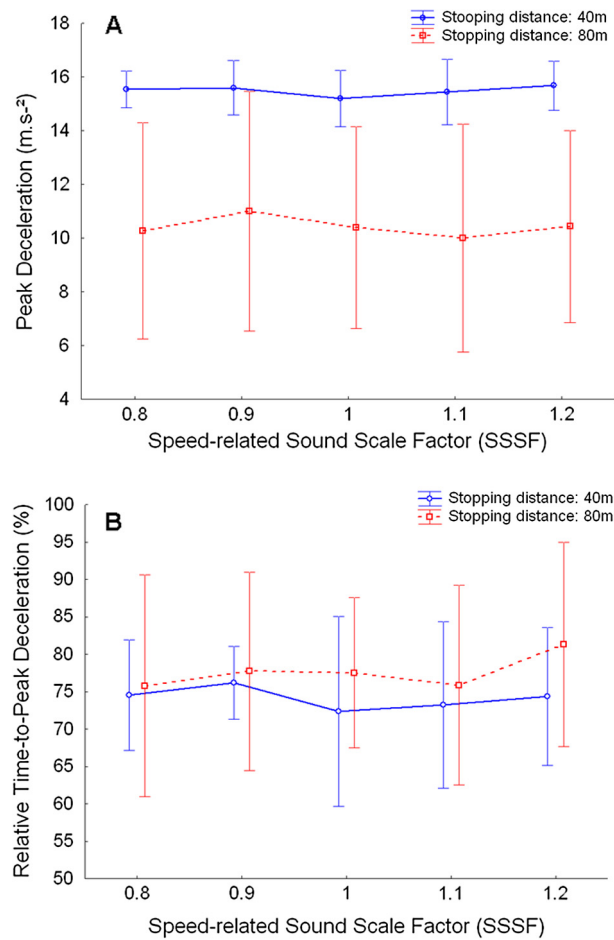 A
Stooping distance: 40m
Stopping distance: 80m
18
16
14
12
10
8
6
4
Peak Deceleration (m.s-²)
0.8 0.9 1 1.1 1.2
Speed-related Sound Scale Factor (SSSF)
B
Stopping distance: 40m
Stopping distance: 80m
100
95
90
85
80
75
70
65
60
55
50
Relative Time-to-Peak Deceleration (%)
0.8 0.9 1 1.1 1.2
Speed-related Sound Scale Factor (SSSF)